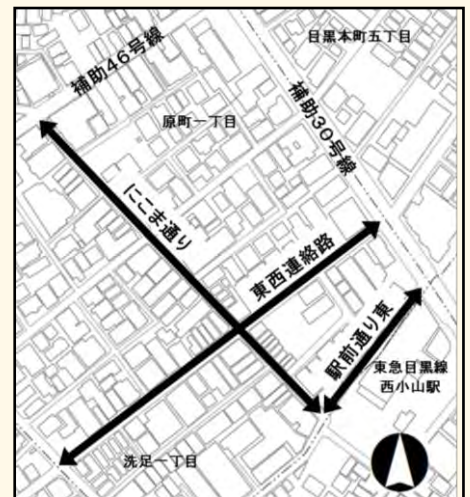 目黒本町五丁目
補助46号線
原町一丁目
補助30号線
にこま通り
東西連絡路
駅前通り東
東急目黒線
西小山駅
洗足一丁目